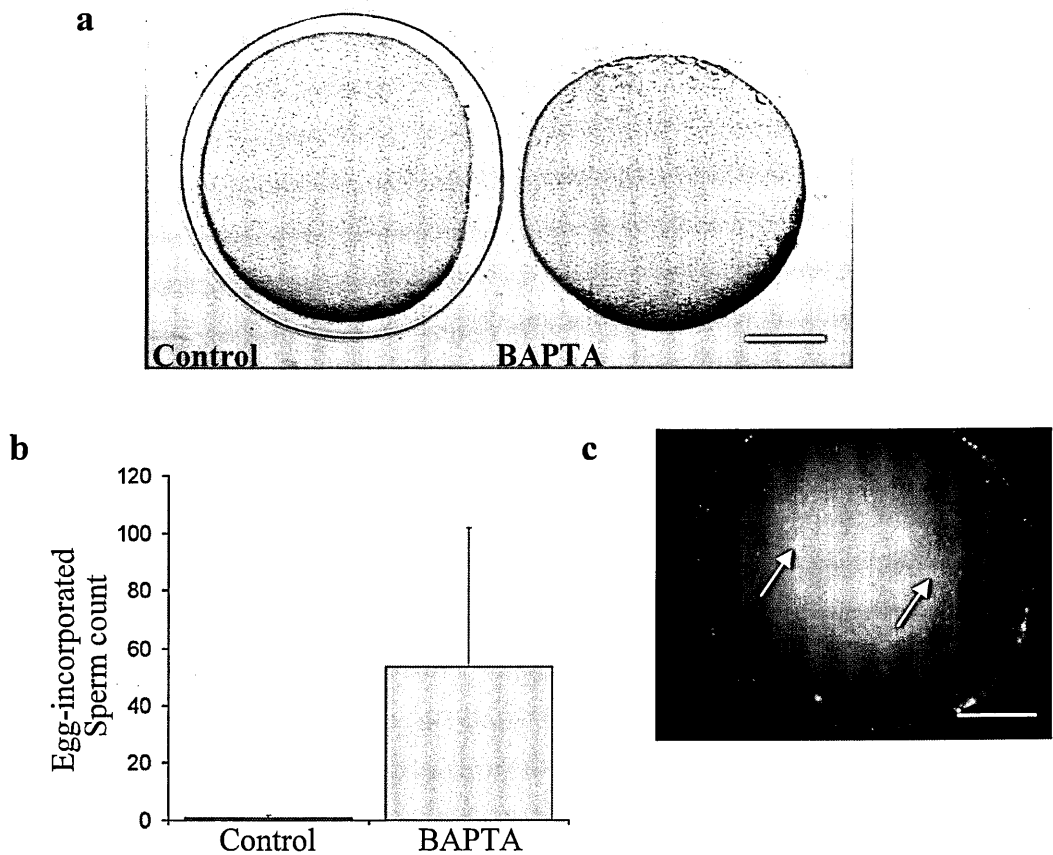 a
Control BAPTA
b
c
120
100
80
60
40
20
0
Egg-incorporated
Sperm count
Control BAPTA